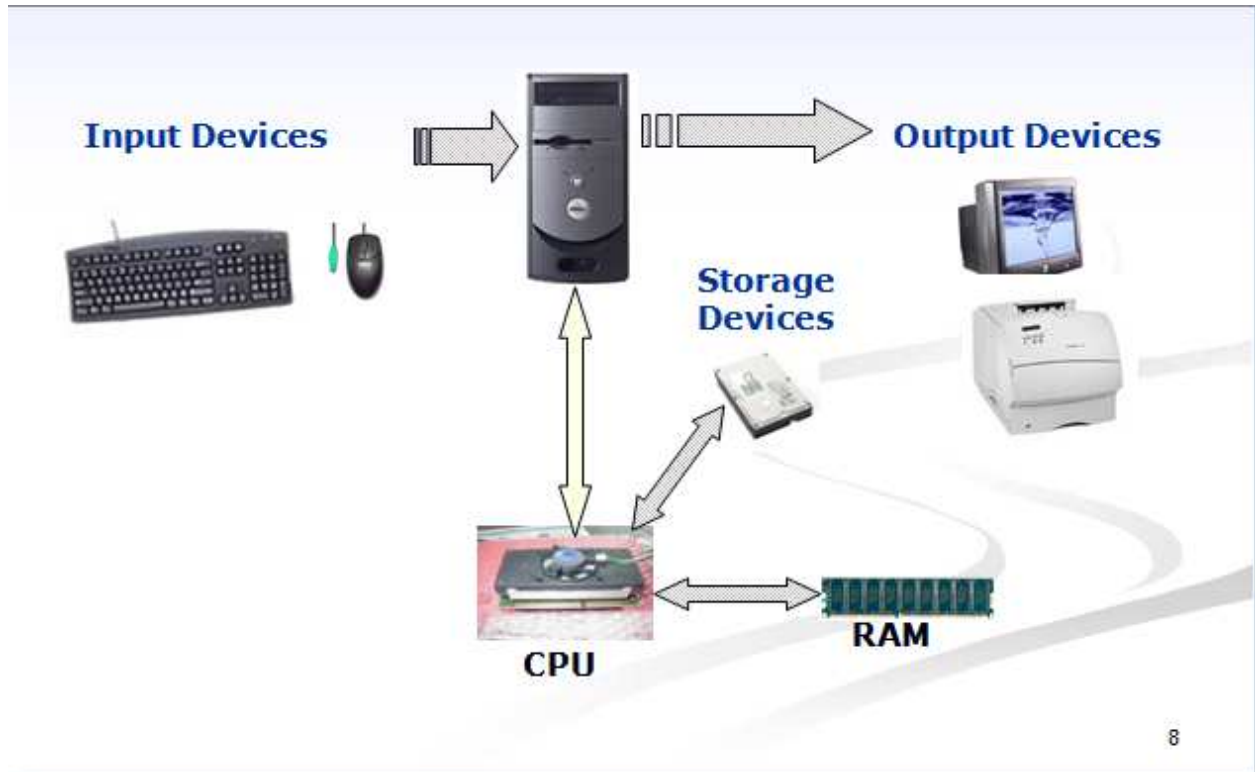 Input Devices
Output Devices
Storage
Devices
CPU
RAM
8